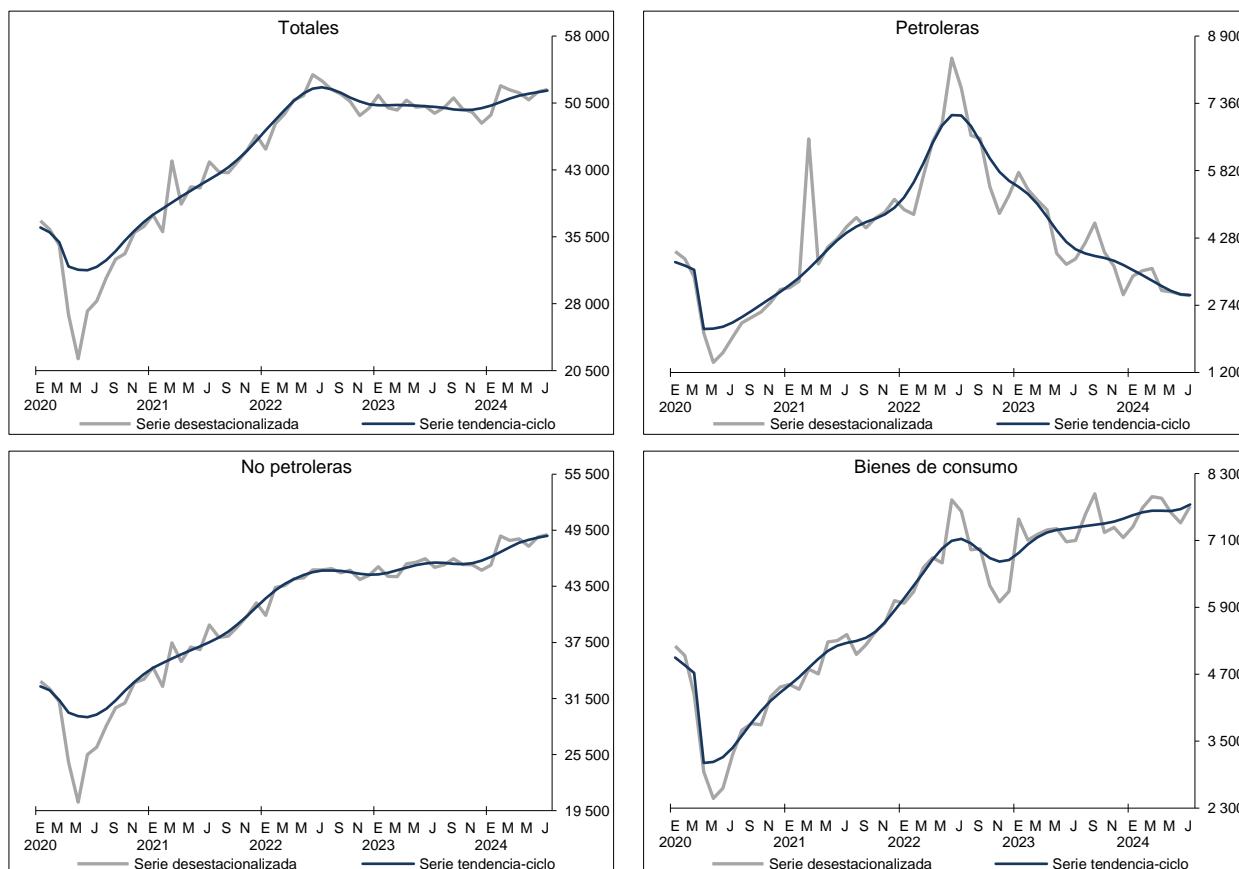 Totales
58 000
50 500
43 000
35 500
28 000
20 500
E M M J S N E M M J S N E M M J S N E M M J S N E M M J
2020 2021 2022 2023 2024
Serie desestacionalizada Serie tendencia-ciclo
Petroleras
8 900
7 360
5 820
4 280
2 740
1 200
E M M J S N E M M J S N E M M J S N E M M J S N E M M J
2020 2021 2022 2023 2024
Serie desestacionalizada Serie tendencia-ciclo
No petroleras
55 500
49 500
43 500
37 500
31 500
25 500
19 500
E M M J S N E M M J S N E M M J S N E M M J S N E M M J
2020 2021 2022 2023 2024
Serie desestacionalizada Serie tendencia-ciclo
Bienes de consumo
8 300
7 100
5 900
4 700
3 500
2 300
E M M J S N E M M J S N E M M J S N E M M J S N E M M J
2020 2021 2022 2023 2024
Serie desestacionalizada Serie tendencia-ciclo